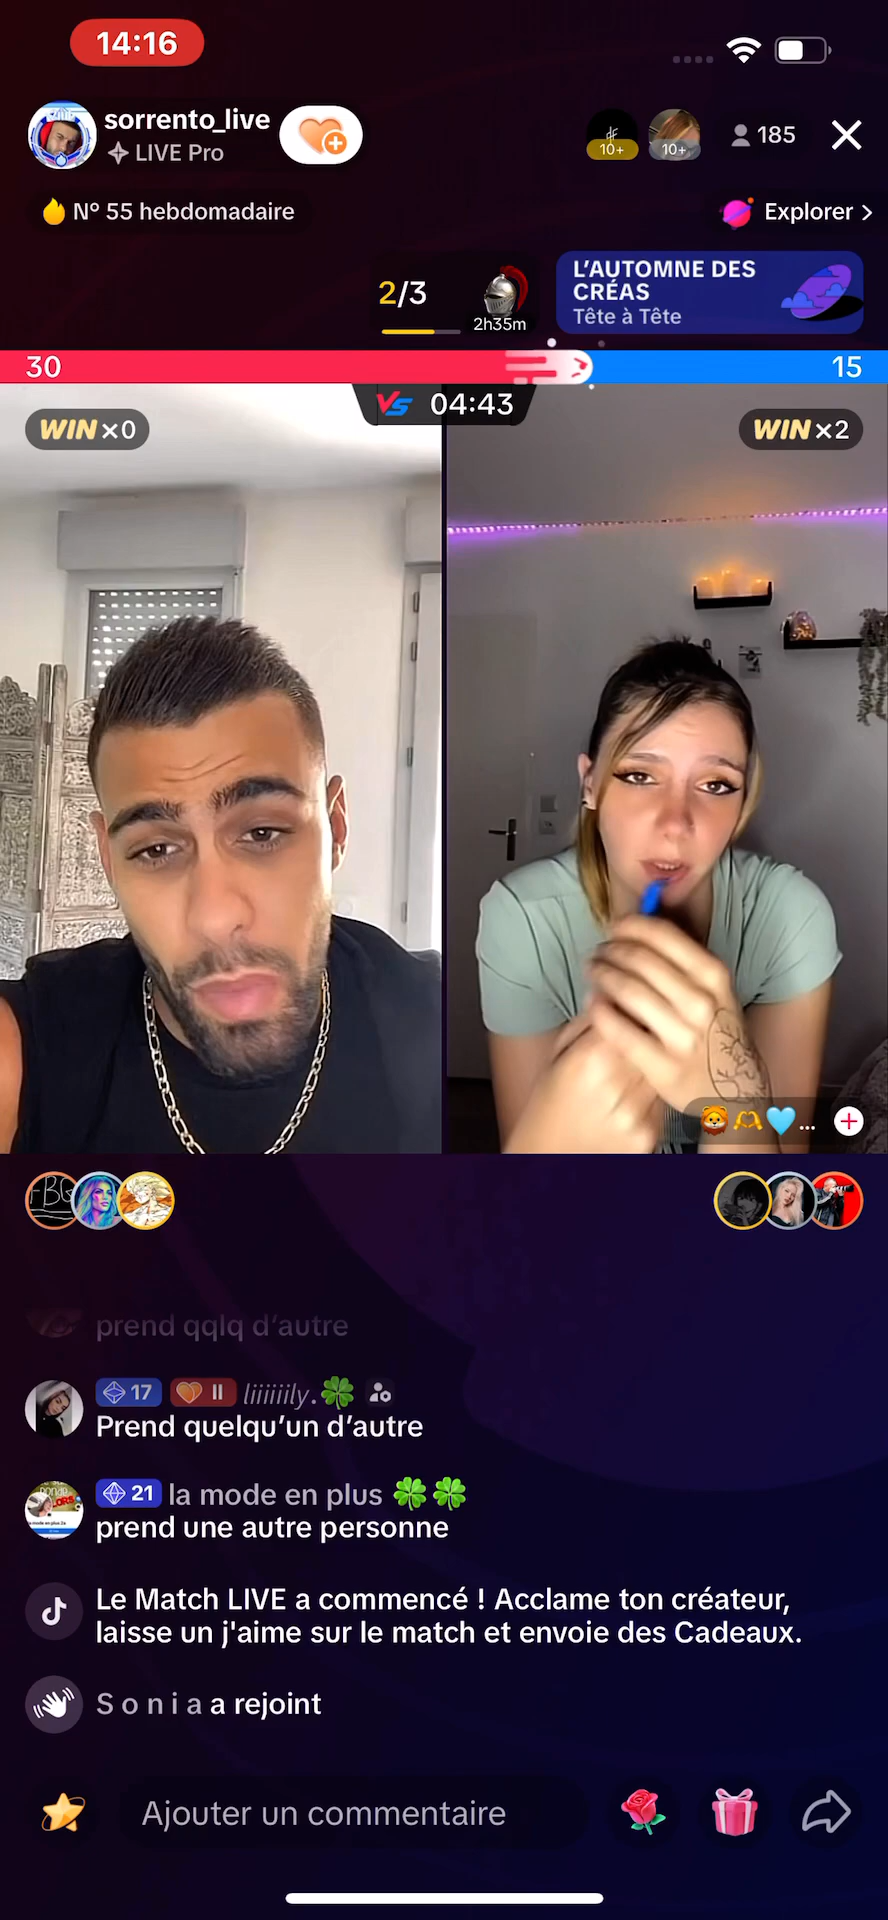 14:16
sorrento_live
LIVE Pro
10+
10+
185
N° 55 hebdomadaire
Explorer >
2/3
2h35m
L'AUTOMNE DES
CRÉAS
Tête à Tête
30
15
VS 04:43
WIN ×0
WIN ×2
prend qqlq d'autre
17 II liiiiiily.🍀
Prend quelqu'un d'autre
21 la mode en plus 🍀🍀
prend une autre personne
Le Match LIVE a commencé ! Acclame ton créateur,
laisse un j'aime sur le match et envoie des Cadeaux.
S o n i a a rejoint
Ajouter un commentaire